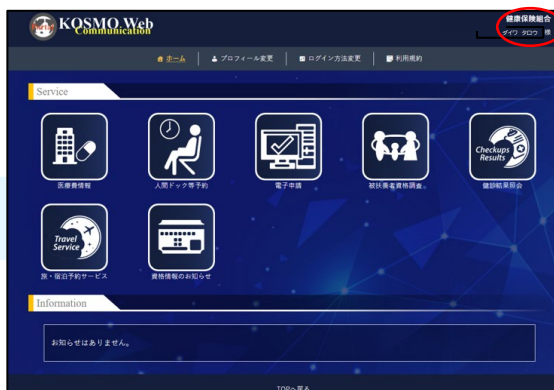 Portal
KOSMO Web
Communication
健康保険組合
ダイワ タロウ 様
ホーム
プロフィール変更
ログイン方法変更
利用規約
Service
医療費情報
人間ドック等予約
電子申請
被扶養者資格調査
Checkups
Results
健診結果照会
Travel
Service
旅・宿泊予約サービス
資格情報のお知らせ
Information
お知らせはありません。
TOPへ戻る